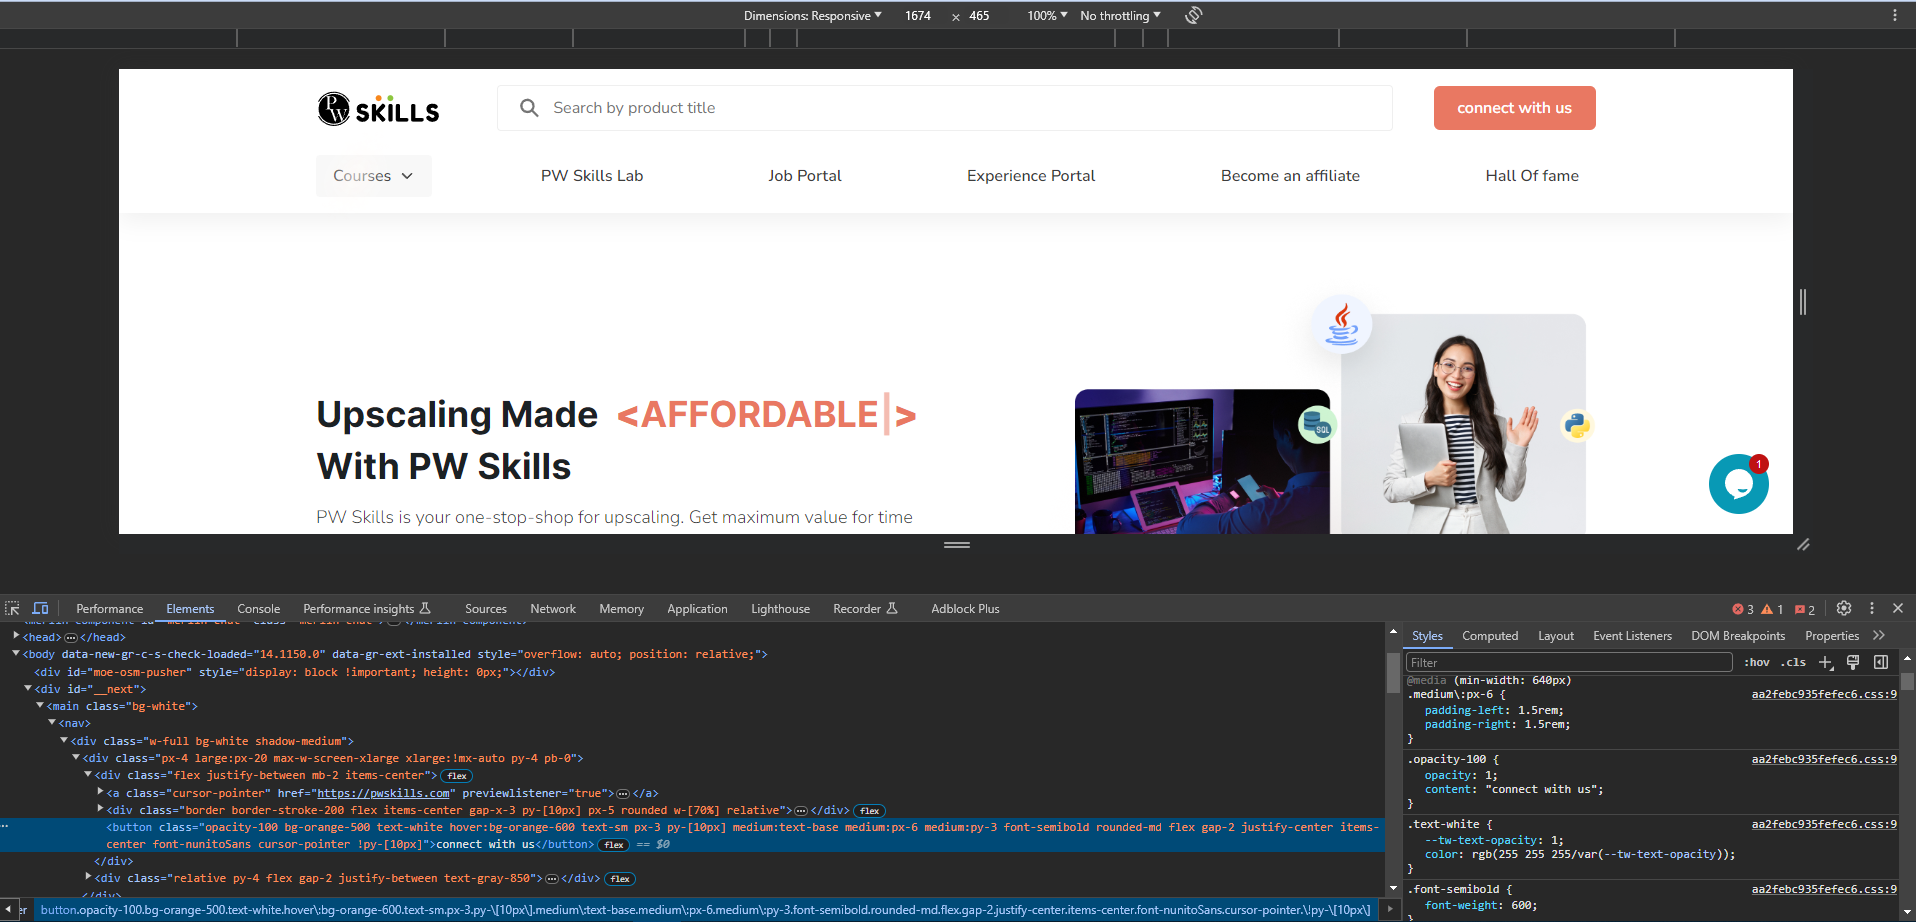 Dimensions: Responsive ▼ 1674 × 465 100% ▼ No throttling ▼
PW SKILLS
Search by product title
connect with us
Courses
PW Skills Lab
Job Portal
Experience Portal
Become an affiliate
Hall Of fame
Upscaling Made <AFFORDABLE|>
With PW Skills
PW Skills is your one-stop-shop for upscaling. Get maximum value for time
SQL
1
Performance Elements Console Performance insights Sources Network Memory Application Lighthouse Recorder Adblock Plus
3 1 2
<head>…</head>
<body data-new-gr-c-s-check-loaded="14.1150.0" data-gr-ext-installed style="overflow: auto; position: relative;">
<div id="moe-osm-pusher" style="display: block !important; height: 0px;"></div>
<div id="__next">
<main class="bg-white">
<nav>
<div class="w-full bg-white shadow-medium">
<div class="px-4 large:px-20 max-w-screen-xlarge xlarge:!mx-auto py-4 pb-0">
<div class="flex justify-between mb-2 items-center"> flex
<a class="cursor-pointer" href="https://pwskills.com" previewlistener="true">…</a>
<div class="border border-stroke-200 flex items-center gap-x-3 py-[10px] px-5 rounded w-[70%] relative">…</div> flex
<button class="opacity-100 bg-orange-500 text-white hover:bg-orange-600 text-sm px-3 py-[10px] medium:text-base medium:px-6 medium:py-3 font-semibold rounded-md flex gap-2 justify-center items-
center font-nunitoSans cursor-pointer !py-[10px]">connect with us</button> flex == $0
</div>
<div class="relative py-4 flex gap-2 justify-between text-gray-850">…</div> flex
</div>
er button.opacity-100.bg-orange-500.text-white.hover\:bg-orange-600.text-sm.px-3.py-\[10px\].medium\:text-base.medium\:px-6.medium\:py-3.font-semibold.rounded-md.flex.gap-2.justify-center.items-center.font-nunitoSans.cursor-pointer.\!py-\[10px\]
Styles Computed Layout Event Listeners DOM Breakpoints Properties
Filter :hov .cls
@media (min-width: 640px)
.medium\:px-6 { aa2febc935fefec6.css:9
padding-left: 1.5rem;
padding-right: 1.5rem;
}
.opacity-100 { aa2febc935fefec6.css:9
opacity: 1;
content: "connect with us";
}
.text-white { aa2febc935fefec6.css:9
--tw-text-opacity: 1;
color: rgb(255 255 255/var(--tw-text-opacity));
}
.font-semibold { aa2febc935fefec6.css:9
font-weight: 600;
}